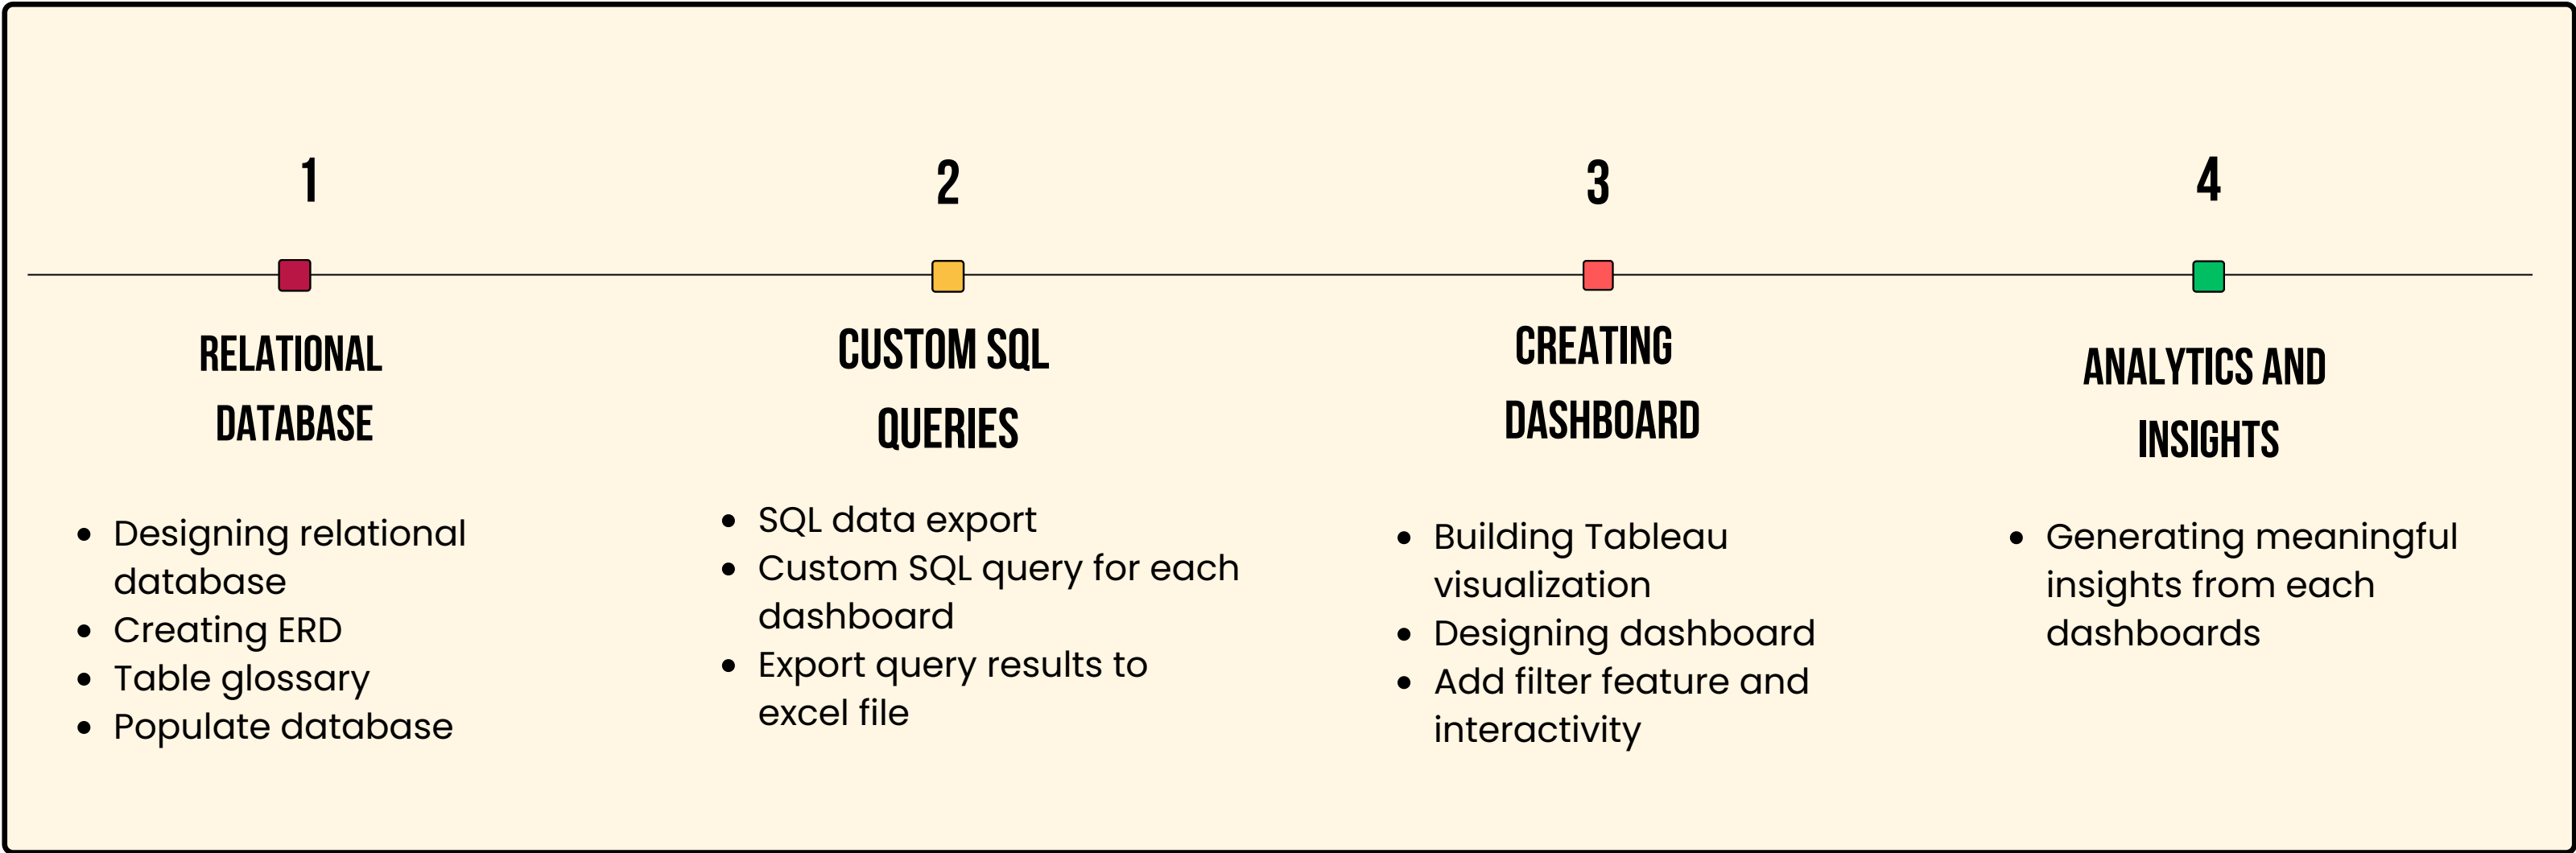 1
RELATIONAL
DATABASE
• Designing relational
database
• Creating ERD
• Table glossary
• Populate database
2
CUSTOM SQL
QUERIES
• SQL data export
• Custom SQL query for each
dashboard
• Export query results to
excel file
3
CREATING
DASHBOARD
• Building Tableau
visualization
• Designing dashboard
• Add filter feature and
interactivity
4
ANALYTICS AND
INSIGHTS
• Generating meaningful
insights from each
dashboards